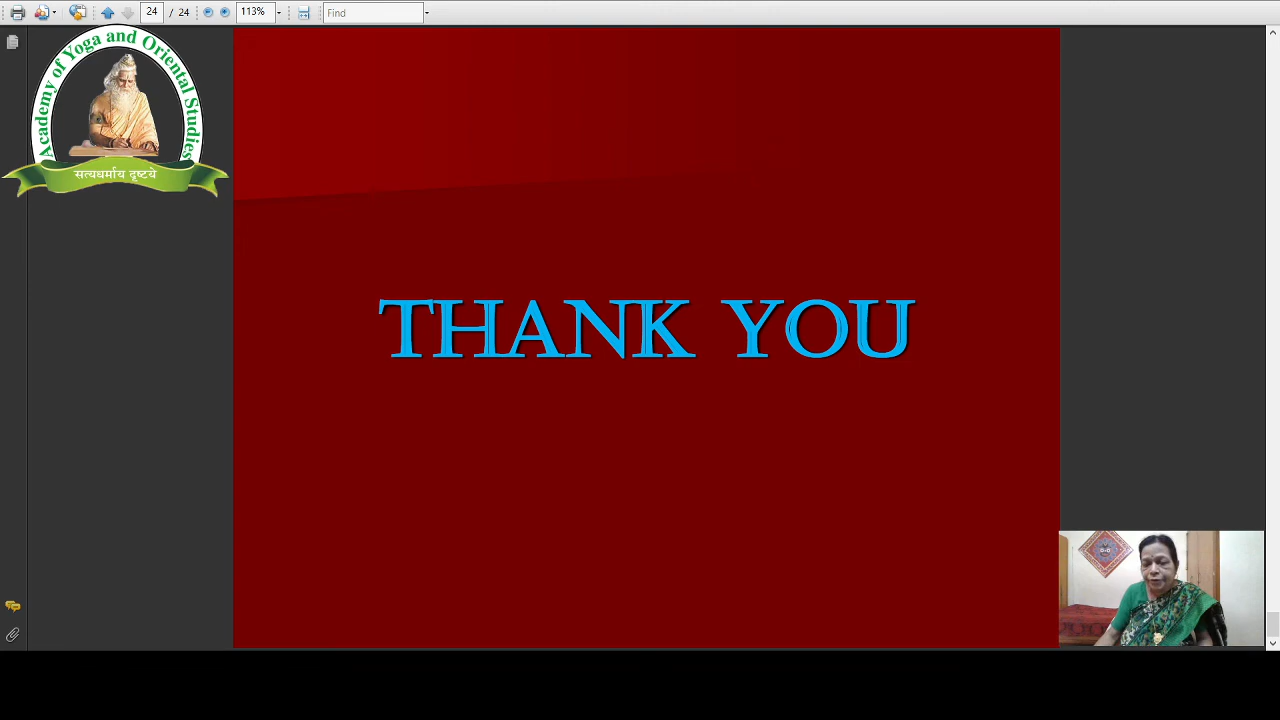 24 / 24
113%
Find
Academy of Yoga and Oriental Studies
सत्यधर्माय दृष्टये
THANK YOU